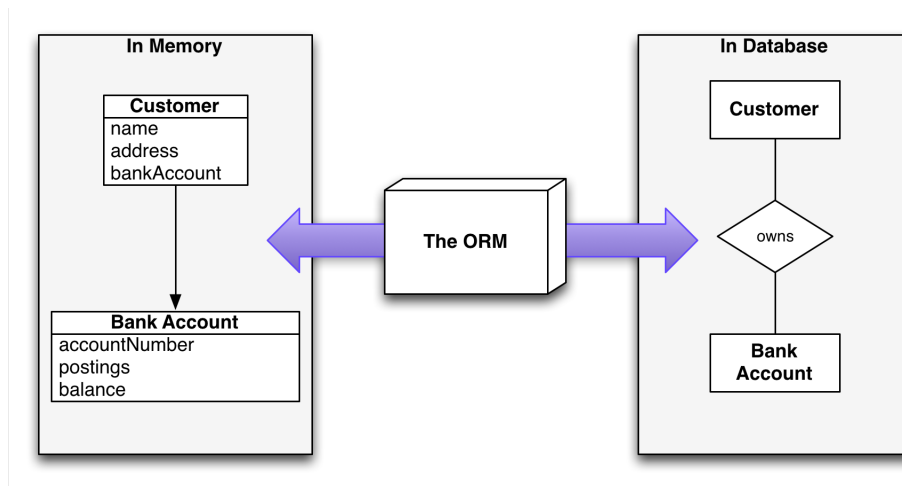 In Memory
Customer
name
address
bankAccount
Bank Account
accountNumber
postings
balance
The ORM
In Database
Customer
owns
Bank
Account